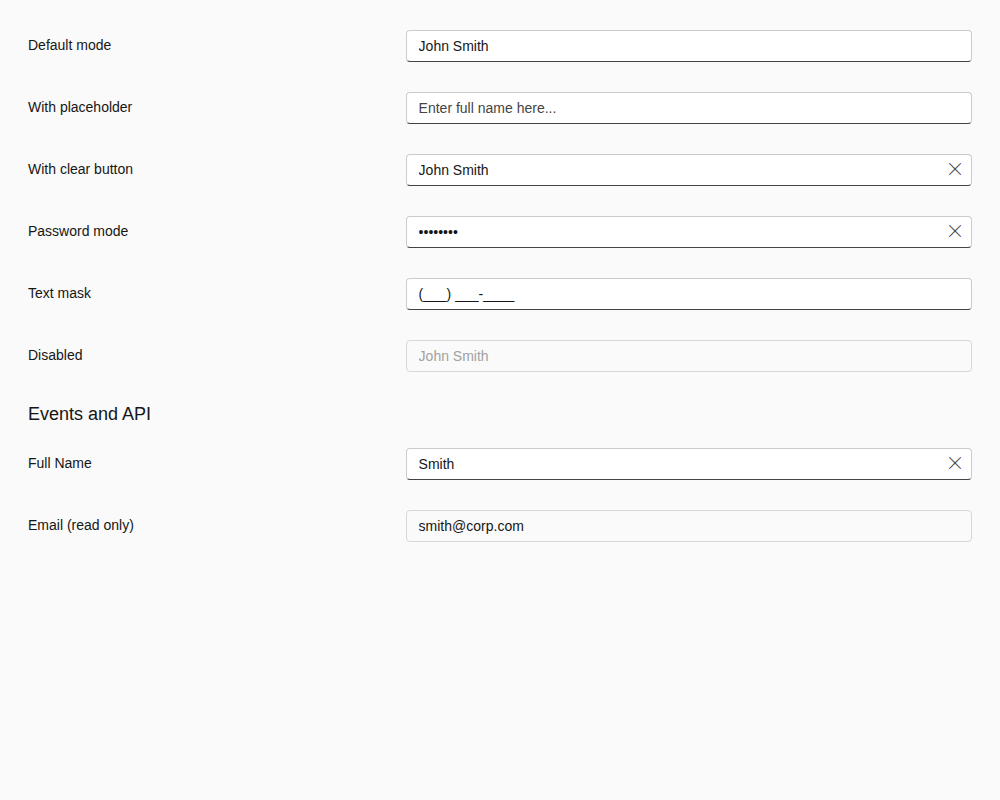 Default mode
John Smith
With placeholder
Enter full name here...
With clear button
John Smith
Password mode
••••••••
Text mask
(___) ___-____
Disabled
John Smith
Events and API
Full Name
Smith
Email (read only)
smith@corp.com